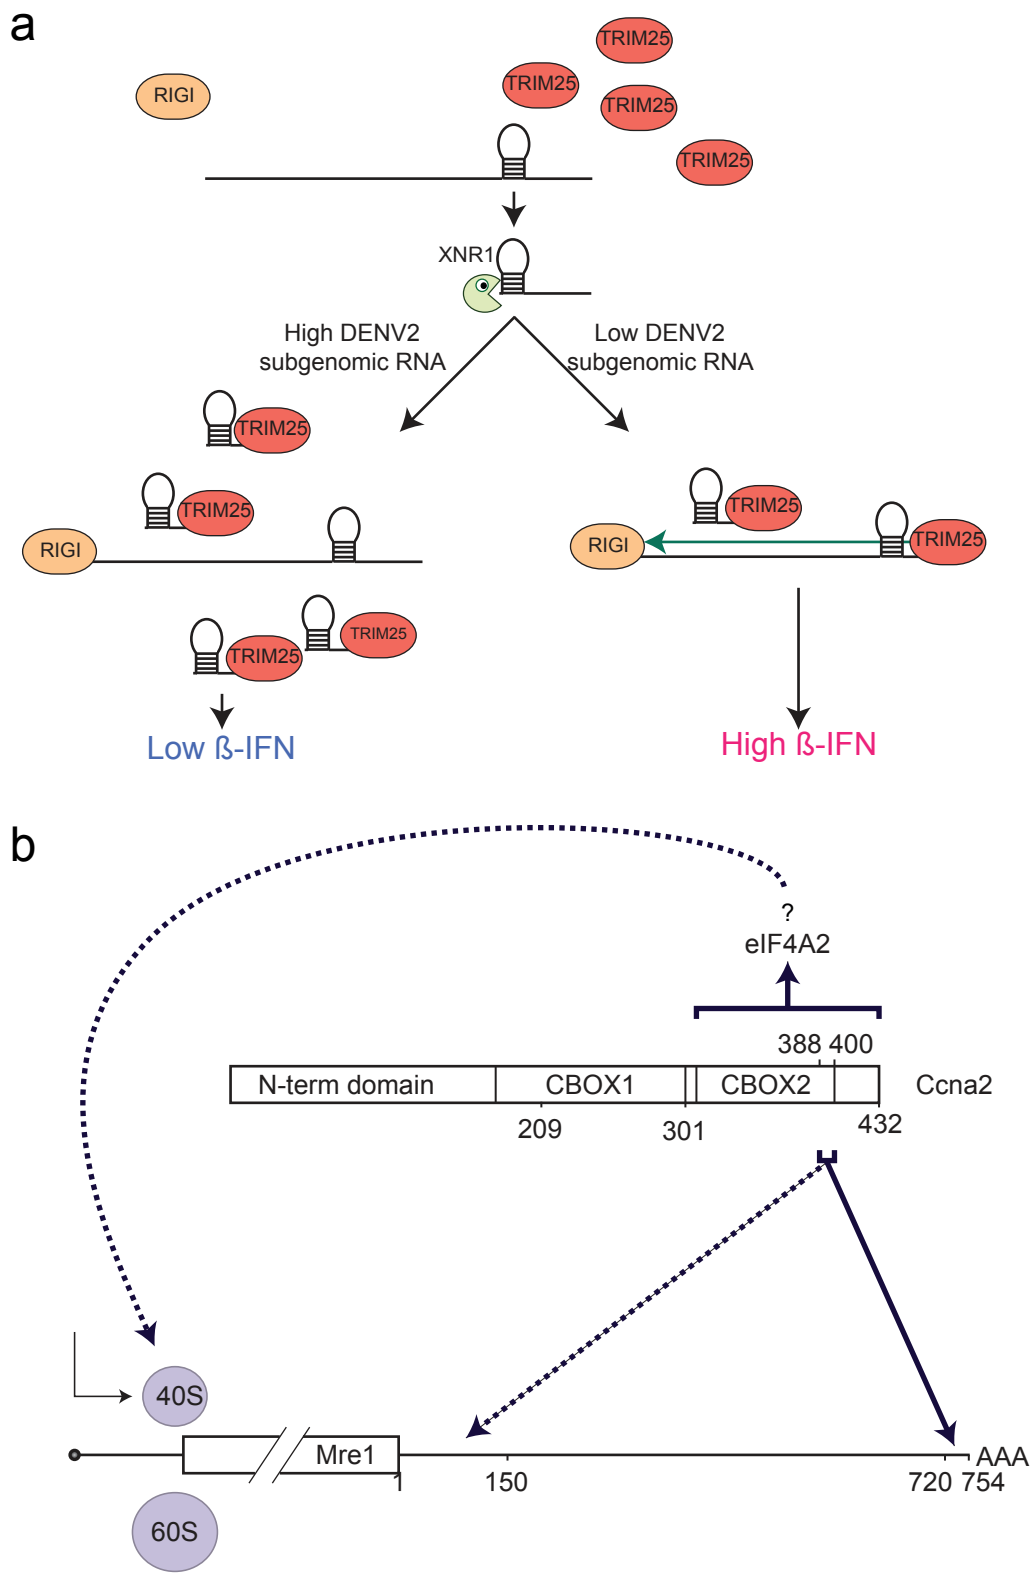 a
TRIM25
RIGI
TRIM25
TRIM25
TRIM25
XNR1
High DENV2
subgenomic RNA
Low DENV2
subgenomic RNA
TRIM25
TRIM25
RIGI
TRIM25
TRIM25
Low ß-IFN
TRIM25
RIGI
TRIM25
High ß-IFN
b
?
eIF4A2
388 400
N-term domain
CBOX1
CBOX2
Ccna2
209
301
432
40S
Mre1
AAA
1
150
720 754
60S